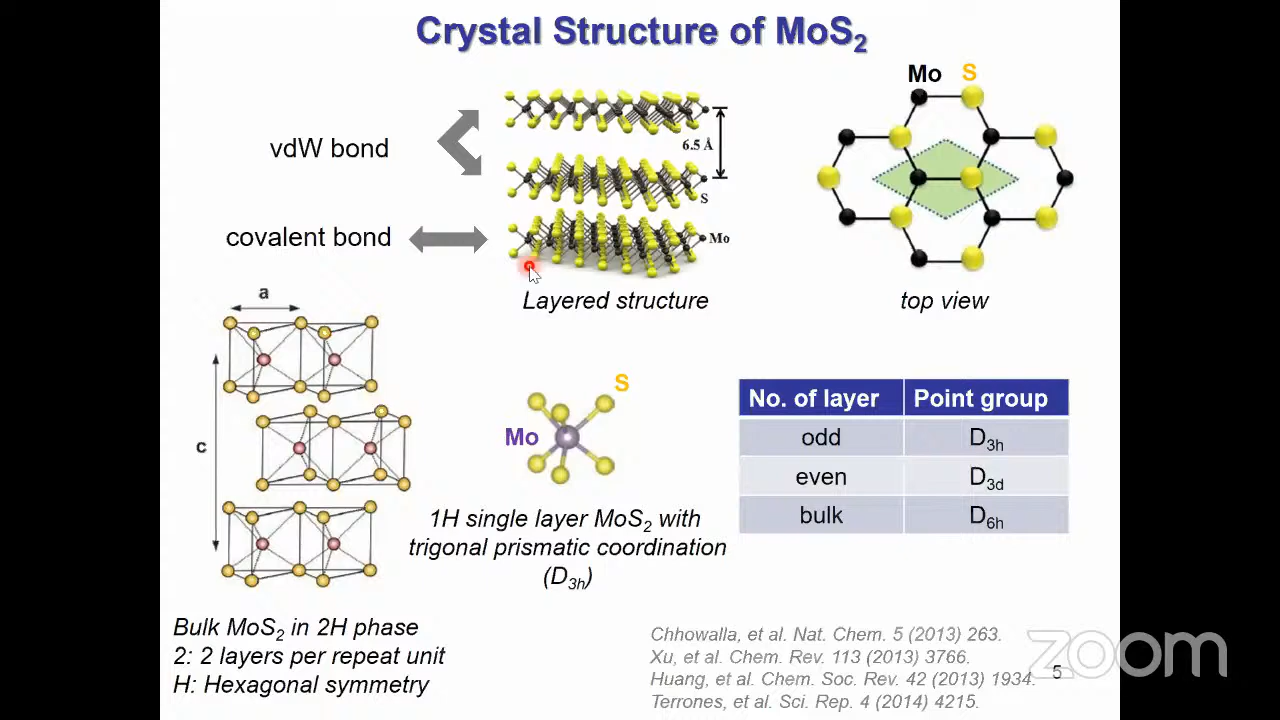 Crystal Structure of MoS₂
Mo S
vdW bond
6.5 Å
S
covalent bond
Mo
Layered structure
top view
a
c
S
Mo
1H single layer MoS₂ with
trigonal prismatic coordination
(D3h)
No. of layer Point group
odd D3h
even D3d
bulk D6h
Bulk MoS₂ in 2H phase
2: 2 layers per repeat unit
H: Hexagonal symmetry
Chhowalla, et al. Nat. Chem. 5 (2013) 263.
Xu, et al. Chem. Rev. 113 (2013) 3766.
Huang, et al. Chem. Soc. Rev. 42 (2013) 1934.
Terrones, et al. Sci. Rep. 4 (2014) 4215.
5
zoom